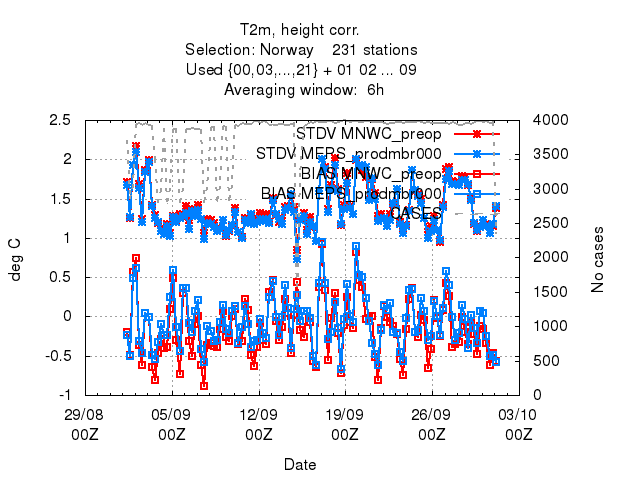 T2m, height corr.
Selection: Norway    231 stations
Used {00,03,...,21} + 01 02 ... 09
Averaging window:  6h
STDV MNWC_preop
STDV MEPS_prodmbr000
BIAS MNWC_preop
BIAS MEPS_prodmbr000
CASES
deg C
2.5
2
1.5
1
0.5
0
-0.5
-1
No cases
4000
3500
3000
2500
2000
1500
1000
500
0
29/08 05/09 12/09 19/09 26/09 03/10
00Z 00Z 00Z 00Z 00Z 00Z
Date